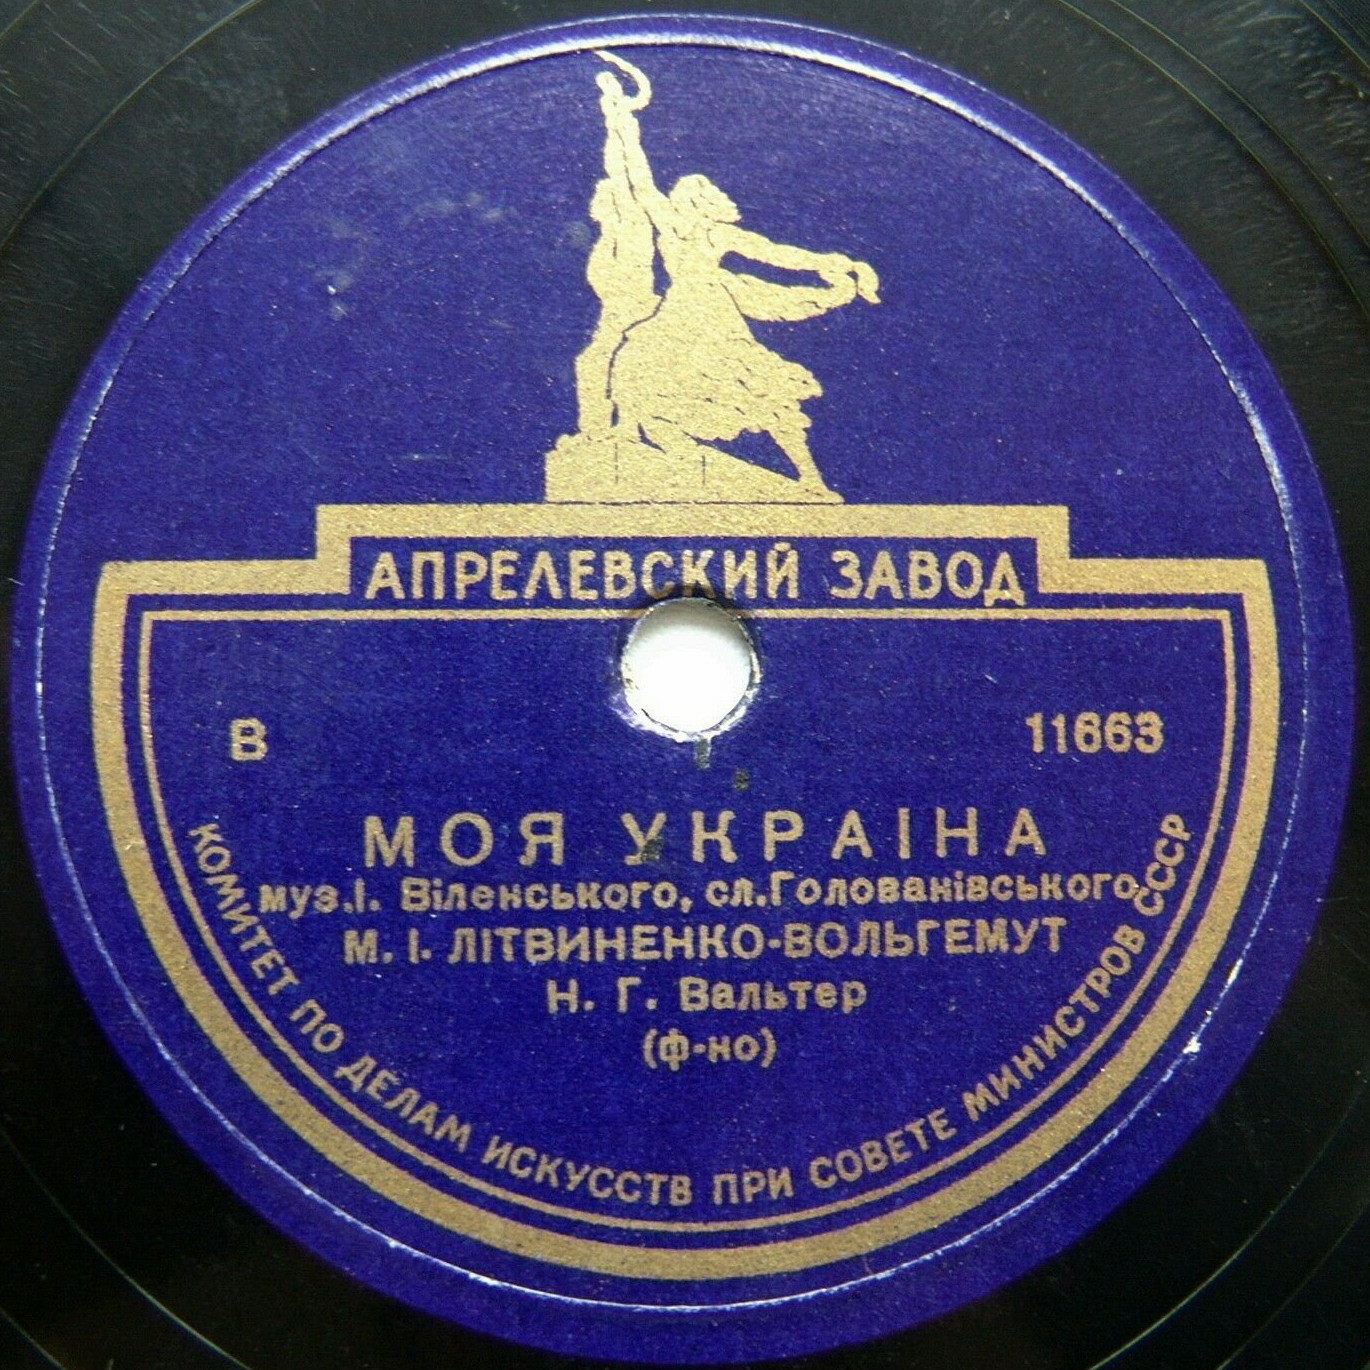 АПРЕЛЕВСКИЙ ЗАВОД
В 11663
МОЯ УКРАІНА
муз.І. Віленського, сл.Голованівського
М. І. ЛІТВИНЕНКО-ВОЛЬГЕМУТ
Н. Г. Вальтер
(ф-но)
КОМИТЕТ ПО ДЕЛАМ ИСКУССТВ ПРИ СОВЕТЕ МИНИСТРОВ СССР